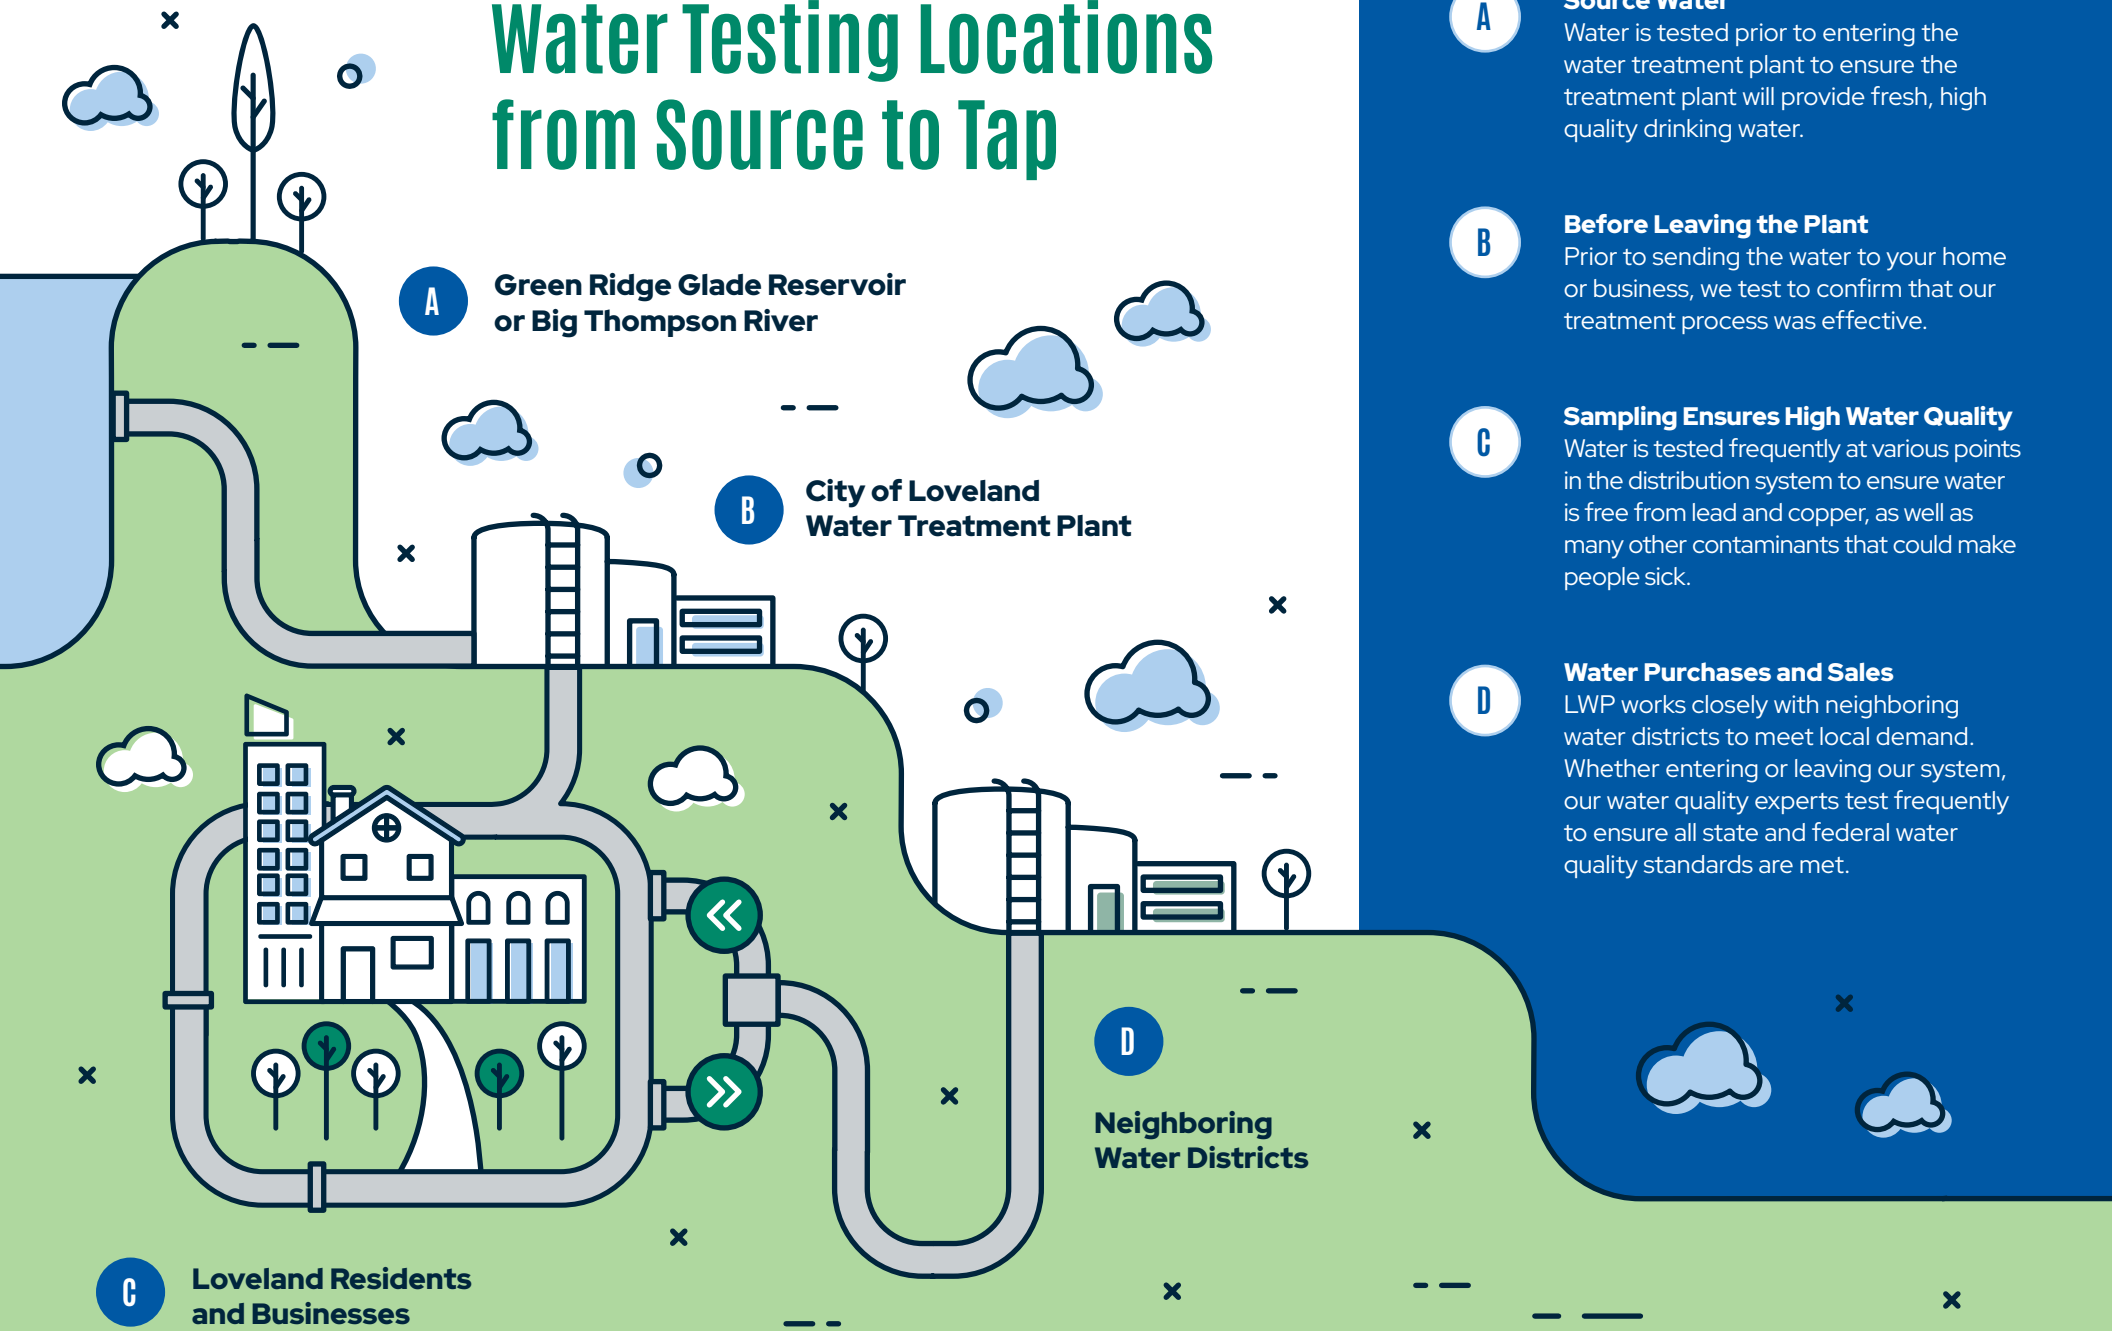 Water Testing Locations
from Source to Tap
A
Green Ridge Glade Reservoir
or Big Thompson River
B
City of Loveland
Water Treatment Plant
D
Neighboring
Water Districts
C
Loveland Residents
and Businesses
A
Source Water
Water is tested prior to entering the
water treatment plant to ensure the
treatment plant will provide fresh, high
quality drinking water.
B
Before Leaving the Plant
Prior to sending the water to your home
or business, we test to confirm that our
treatment process was effective.
C
Sampling Ensures High Water Quality
Water is tested frequently at various points
in the distribution system to ensure water
is free from lead and copper, as well as
many other contaminants that could make
people sick.
D
Water Purchases and Sales
LWP works closely with neighboring
water districts to meet local demand.
Whether entering or leaving our system,
our water quality experts test frequently
to ensure all state and federal water
quality standards are met.